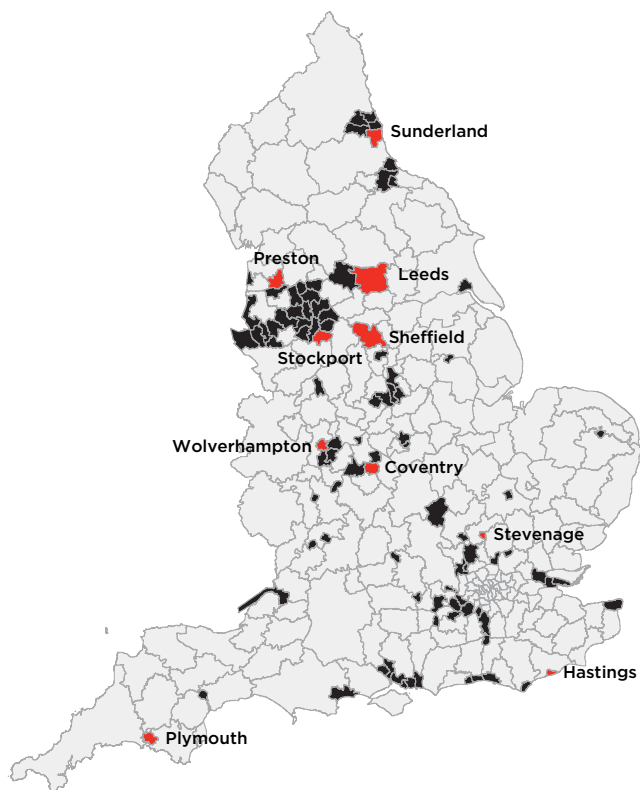 Sunderland
Preston
Leeds
Sheffield
Stockport
Wolverhampton
Coventry
Stevenage
Hastings
Plymouth